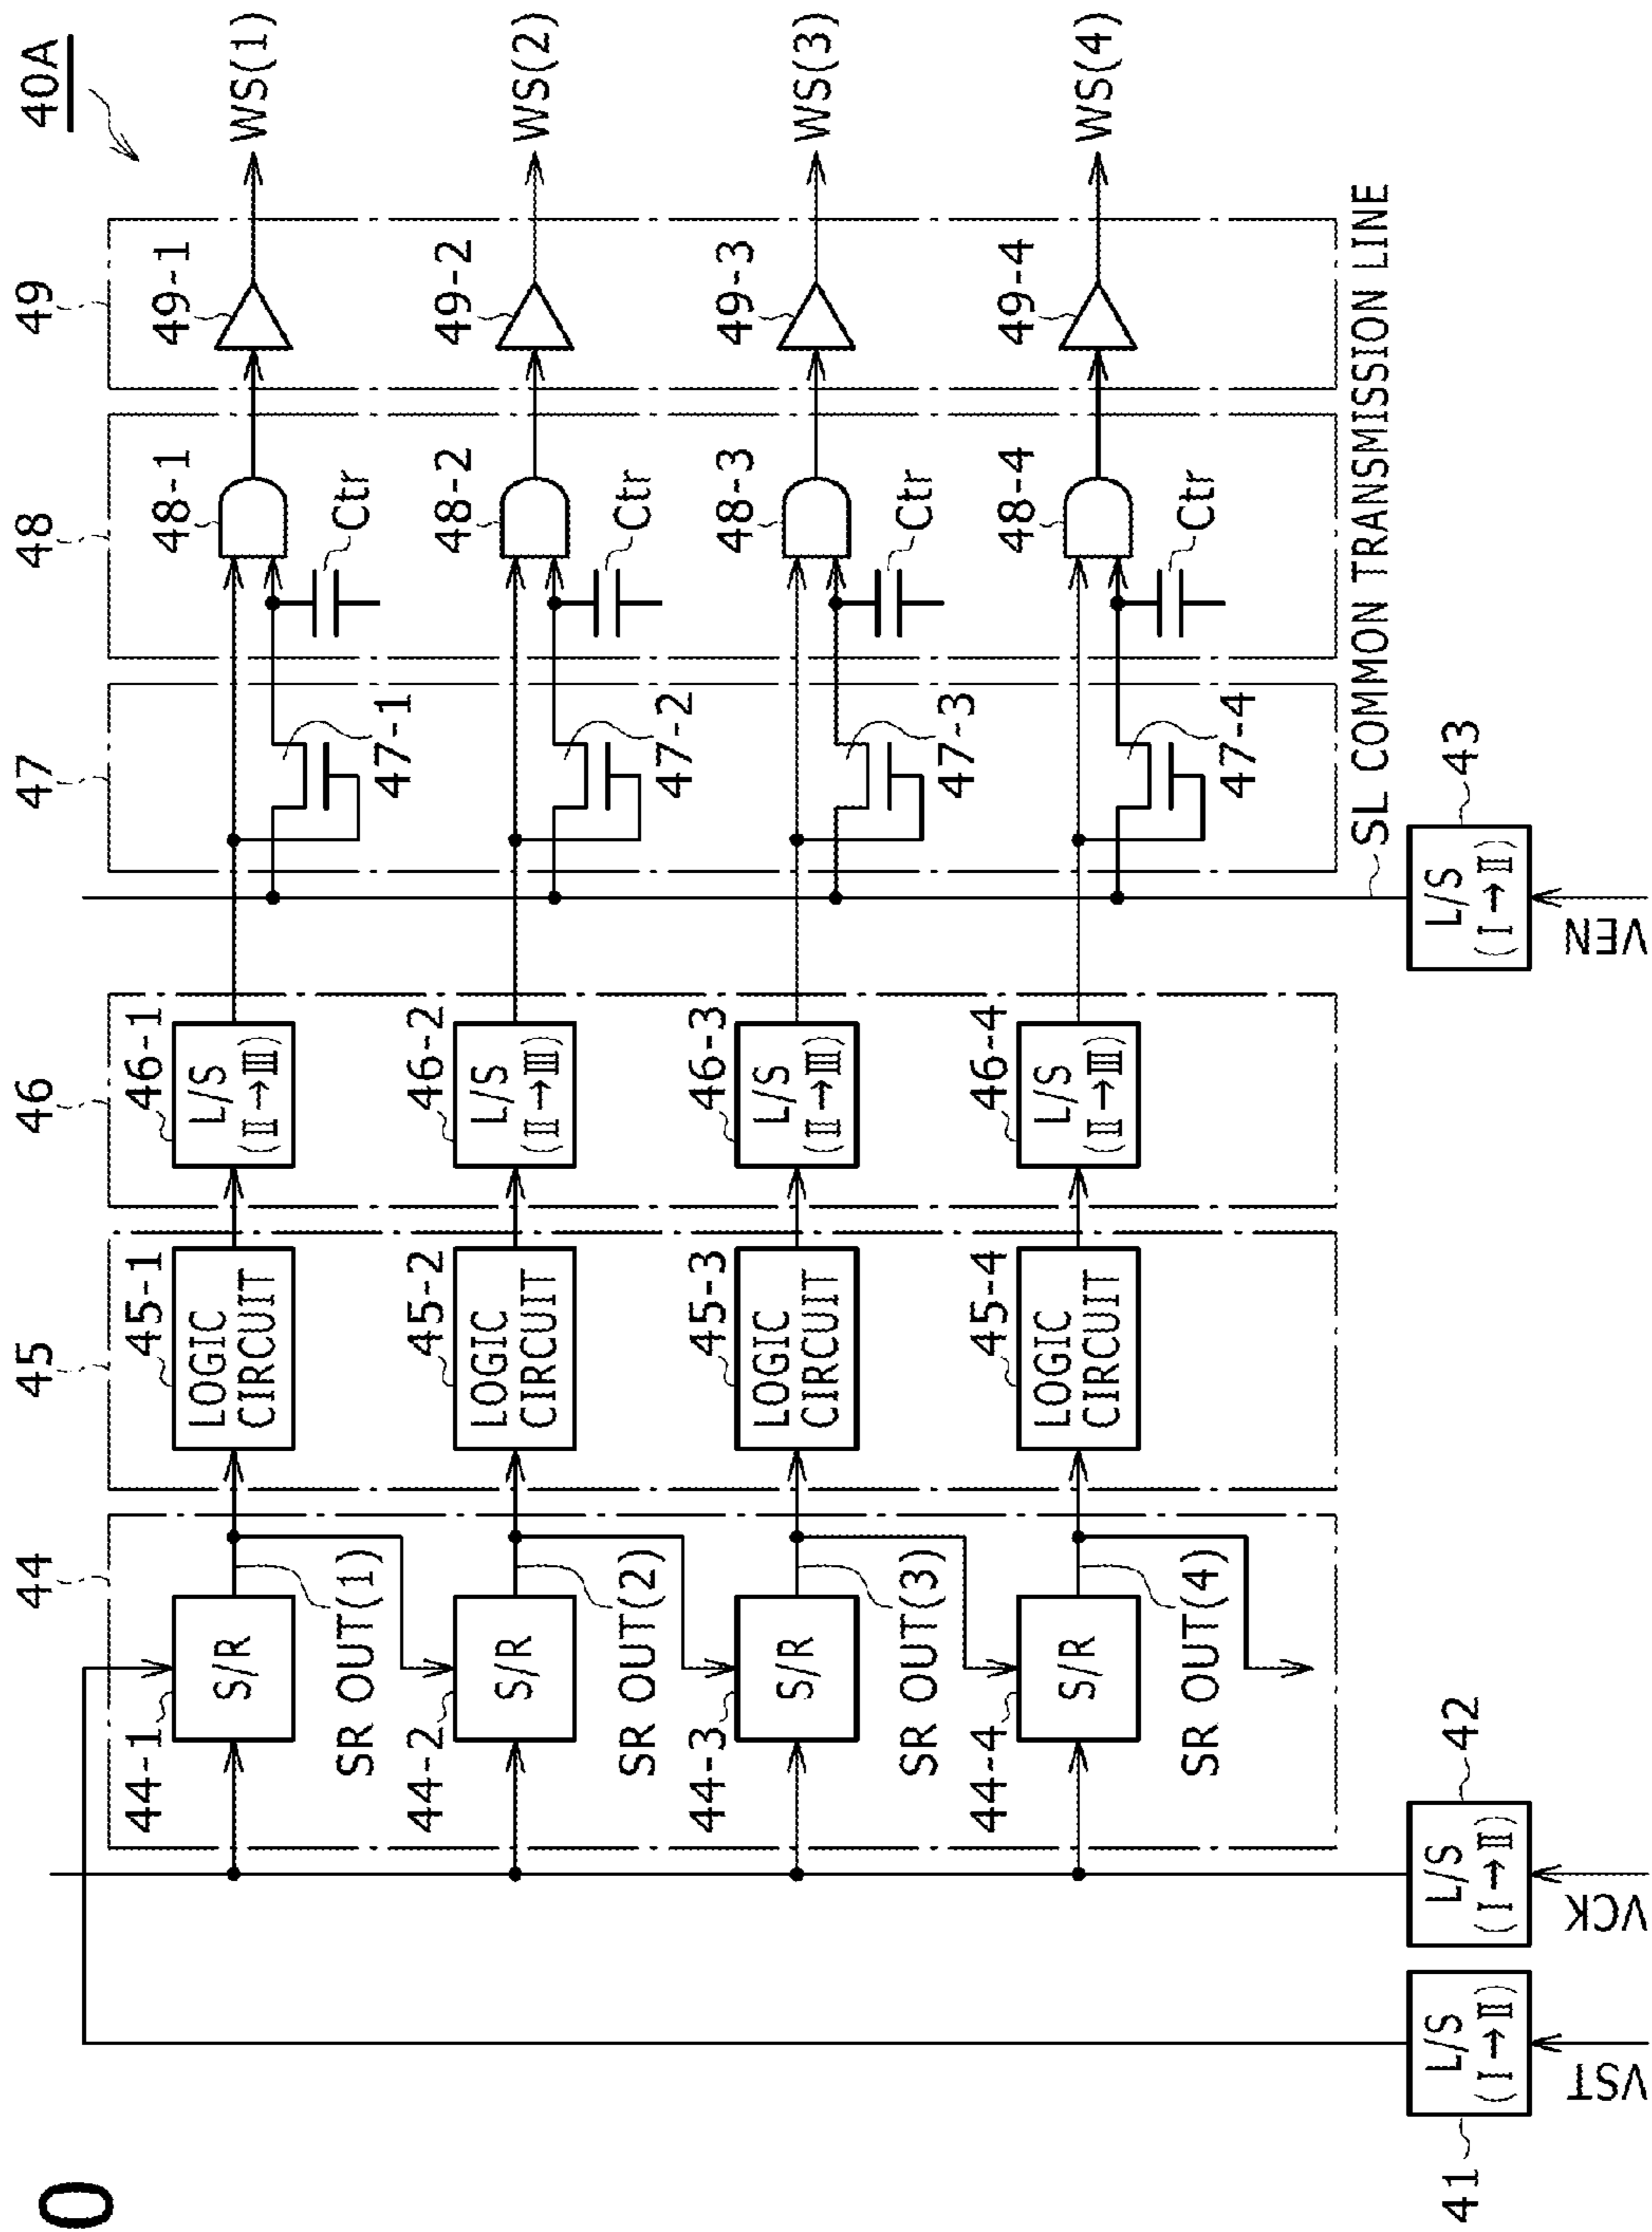 0
40A
44
45
46
47
48
49
44-1
S/R
SR OUT(1)
45-1
LOGIC
CIRCUIT
46-1
L/S
(Ⅱ→Ⅲ)
47-1
48-1
Ctr
49-1
WS(1)
44-2
S/R
SR OUT(2)
45-2
LOGIC
CIRCUIT
46-2
L/S
(Ⅱ→Ⅲ)
47-2
48-2
Ctr
49-2
WS(2)
44-3
S/R
SR OUT(3)
45-3
LOGIC
CIRCUIT
46-3
L/S
(Ⅱ→Ⅲ)
47-3
48-3
Ctr
49-3
WS(3)
44-4
S/R
SR OUT(4)
45-4
LOGIC
CIRCUIT
46-4
L/S
(Ⅱ→Ⅲ)
47-4
48-4
Ctr
49-4
WS(4)
SL COMMON TRANSMISSION LINE
41
L/S
(Ⅰ→Ⅱ)
VST
42
L/S
(Ⅰ→Ⅱ)
VCK
43
L/S
(Ⅰ→Ⅱ)
VEN